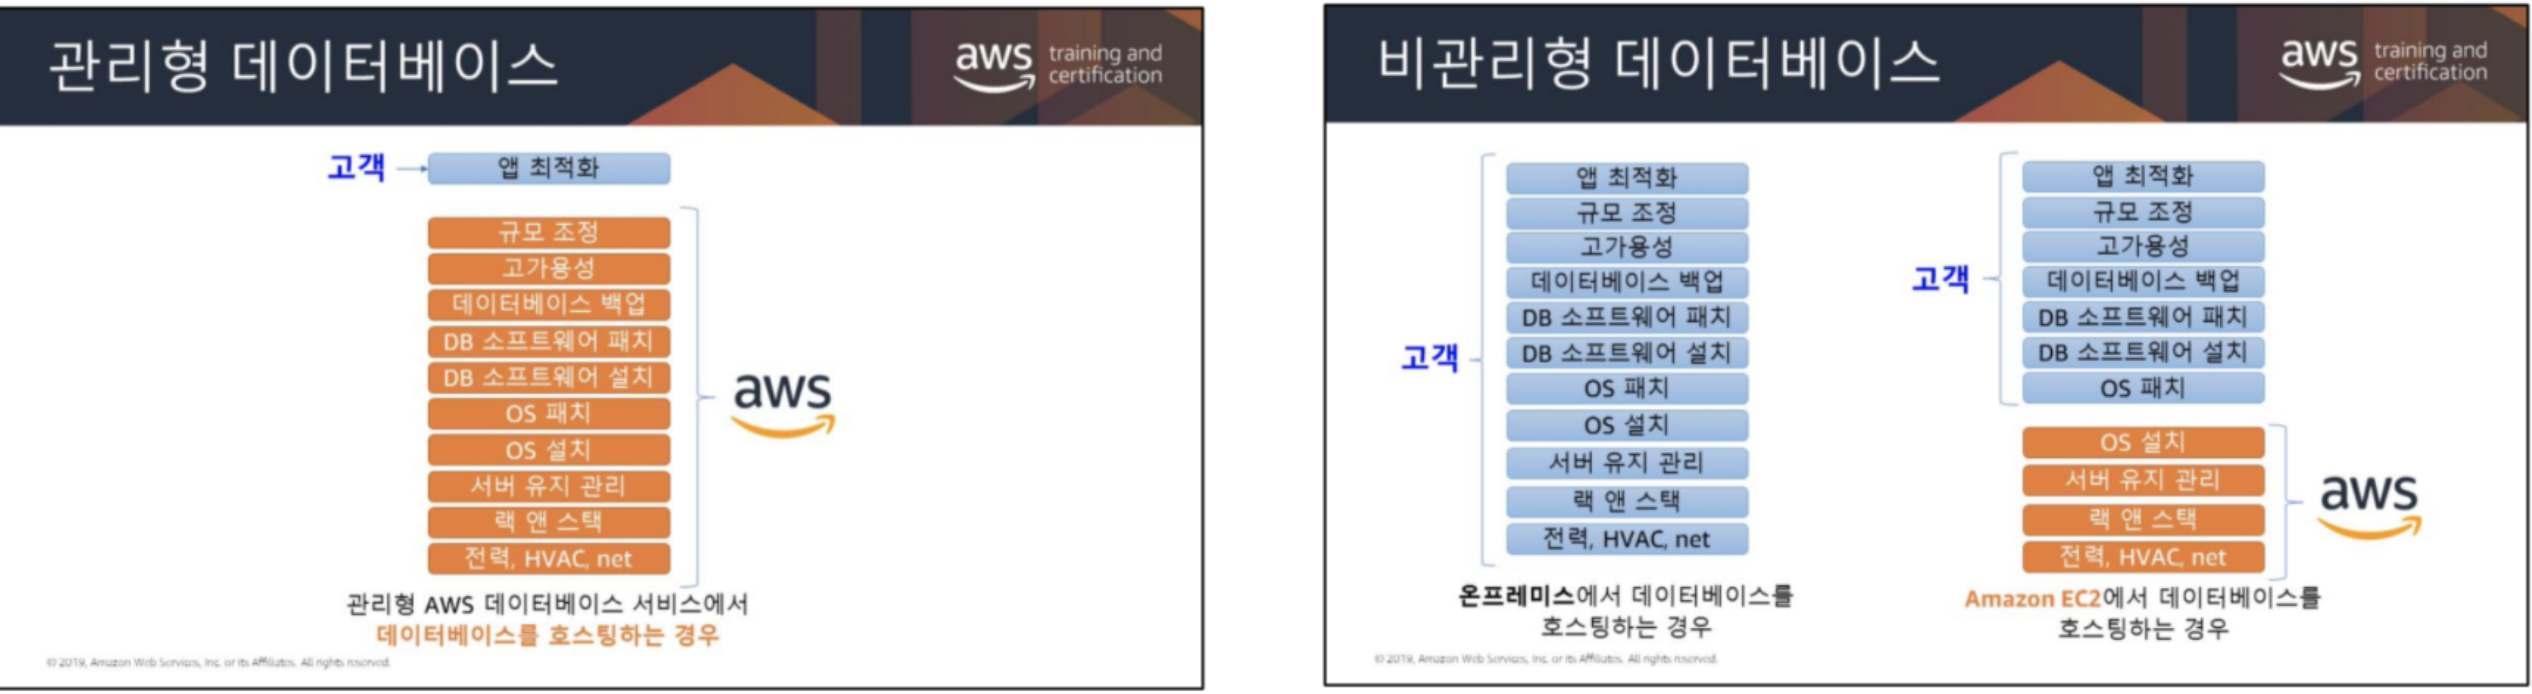 관리형 데이터베이스
aws training and certification
고객
앱 최적화
규모 조정
고가용성
데이터베이스 백업
DB 소프트웨어 패치
DB 소프트웨어 설치
OS 패치
OS 설치
서버 유지 관리
랙 앤 스택
전력, HVAC, net
aws
관리형 AWS 데이터베이스 서비스에서
데이터베이스를 호스팅하는 경우
© 2019, Amazon Web Services, Inc. or its Affiliates. All rights reserved.
비관리형 데이터베이스
aws training and certification
고객
앱 최적화
규모 조정
고가용성
데이터베이스 백업
DB 소프트웨어 패치
DB 소프트웨어 설치
OS 패치
OS 설치
서버 유지 관리
랙 앤 스택
전력, HVAC, net
온프레미스에서 데이터베이스를
호스팅하는 경우
고객
앱 최적화
규모 조정
고가용성
데이터베이스 백업
DB 소프트웨어 패치
DB 소프트웨어 설치
OS 패치
OS 설치
서버 유지 관리
랙 앤 스택
전력, HVAC, net
aws
Amazon EC2에서 데이터베이스를
호스팅하는 경우
© 2019, Amazon Web Services, Inc. or its Affiliates. All rights reserved.